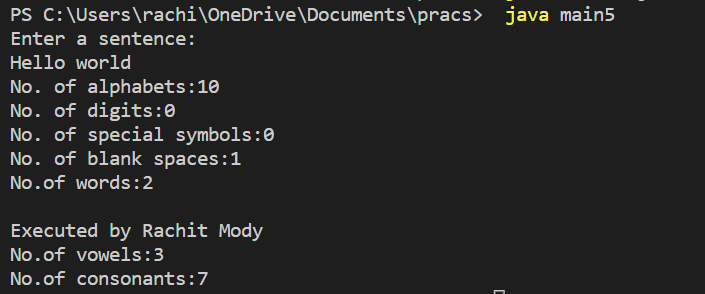 PS C:\Users\rachi\OneDrive\Documents\pracs>  java main5
Enter a sentence:
Hello world
No. of alphabets:10
No. of digits:0
No. of special symbols:0
No. of blank spaces:1
No.of words:2

Executed by Rachit Mody
No.of vowels:3
No.of consonants:7